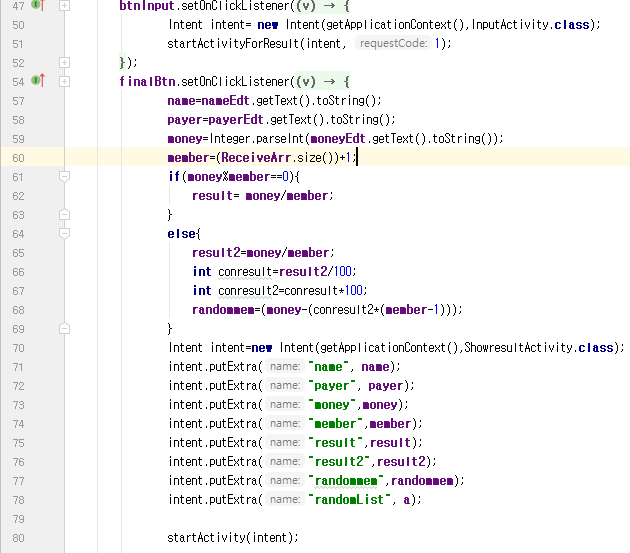 47 btnInput.setOnClickListener((v) → {
50 Intent intent= new Intent(getApplicationContext(),InputActivity.class);
51 startActivityForResult(intent, requestCode: 1);
52 });
54 finalBtn.setOnClickListener((v) → {
57 name=nameEdt.getText().toString();
58 payer=payerEdt.getText().toString();
59 money=Integer.parseInt(moneyEdt.getText().toString());
60 member=(ReceiveArr.size())+1;
61 if(money%member==0){
62 result= money/member;
63 }
64 else{
65 result2=money/member;
66 int conresult=result2/100;
67 int conresult2=conresult*100;
68 randommem=(money-(conresult2*(member-1)));
69 }
70 Intent intent=new Intent(getApplicationContext(),ShowresultActivity.class);
71 intent.putExtra( name: "name", name);
72 intent.putExtra( name: "payer", payer);
73 intent.putExtra( name: "money",money);
74 intent.putExtra( name: "member",member);
75 intent.putExtra( name: "result",result);
76 intent.putExtra( name: "result2",result2);
77 intent.putExtra( name: "randommem",randommem);
78 intent.putExtra( name: "randomList", a);
79
80 startActivity(intent);